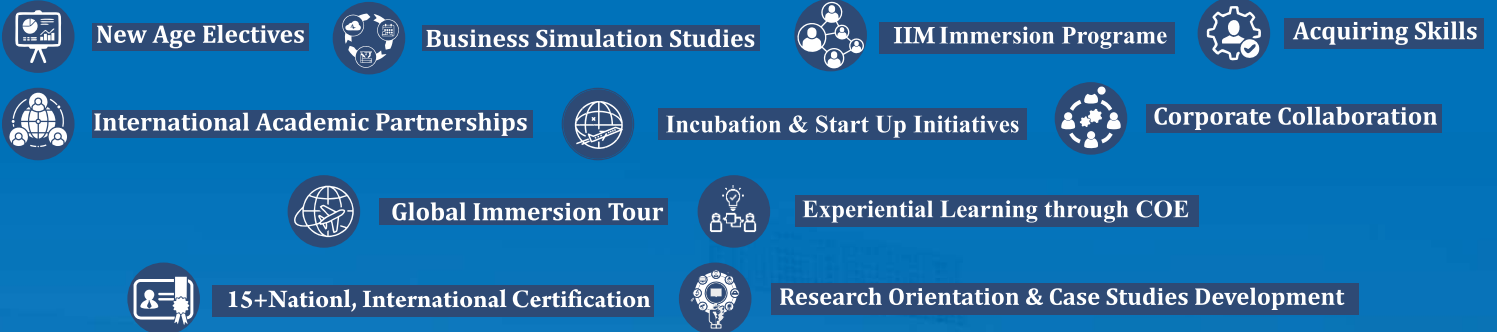 New Age Electives
Business Simulation Studies
IIM Immersion Programe
Acquiring Skills
International Academic Partnerships
Incubation & Start Up Initiatives
Corporate Collaboration
Global Immersion Tour
Experiential Learning through COE
15+Nationl, International Certification
Research Orientation & Case Studies Development